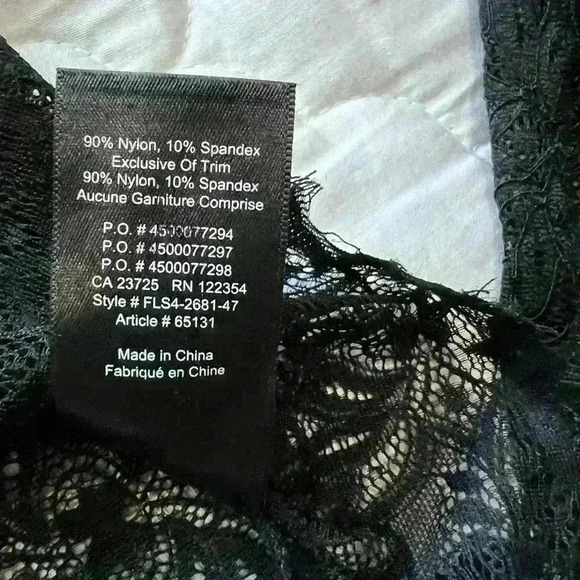 90% Nylon, 10% Spandex
Exclusive Of Trim
90% Nylon, 10% Spandex
Aucune Garniture Comprise
P.O. # 4500077294
P.O. # 4500077297
P.O. # 4500077298
CA 23725 RN 122354
Style # FLS4-2681-47
Article # 65131
Made in China
Fabriqué en Chine